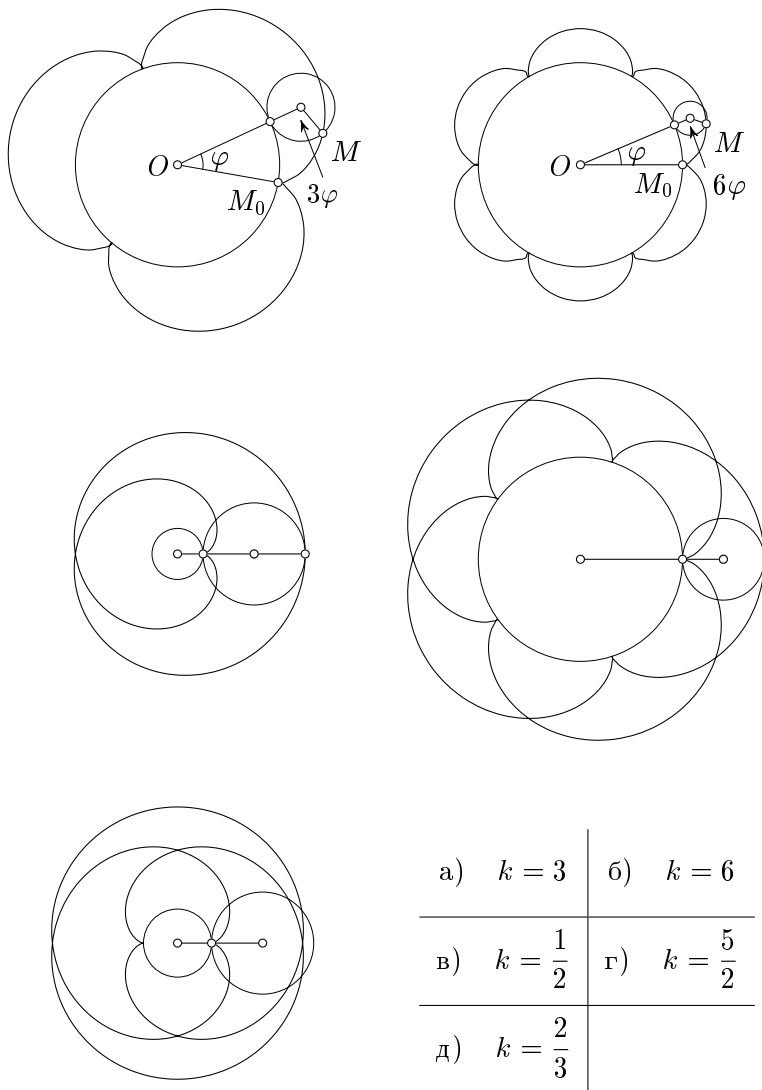 O φ M
M₀ 3φ
O φ M
M₀ 6φ
а) k = 3 б) k = 6
в) k = 1/2 г) k = 5/2
д) k = 2/3